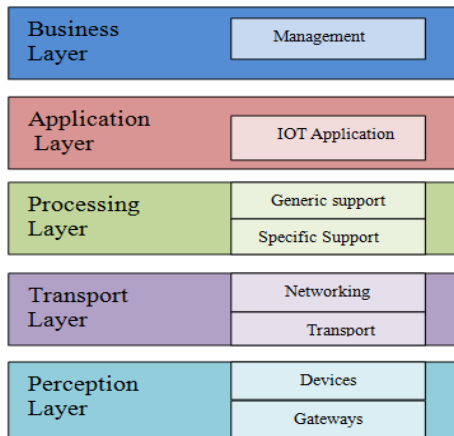 Business
Layer
Management
Application
Layer
IOT Application
Processing
Layer
Generic support
Specific Support
Transport
Layer
Networking
Transport
Perception
Layer
Devices
Gateways